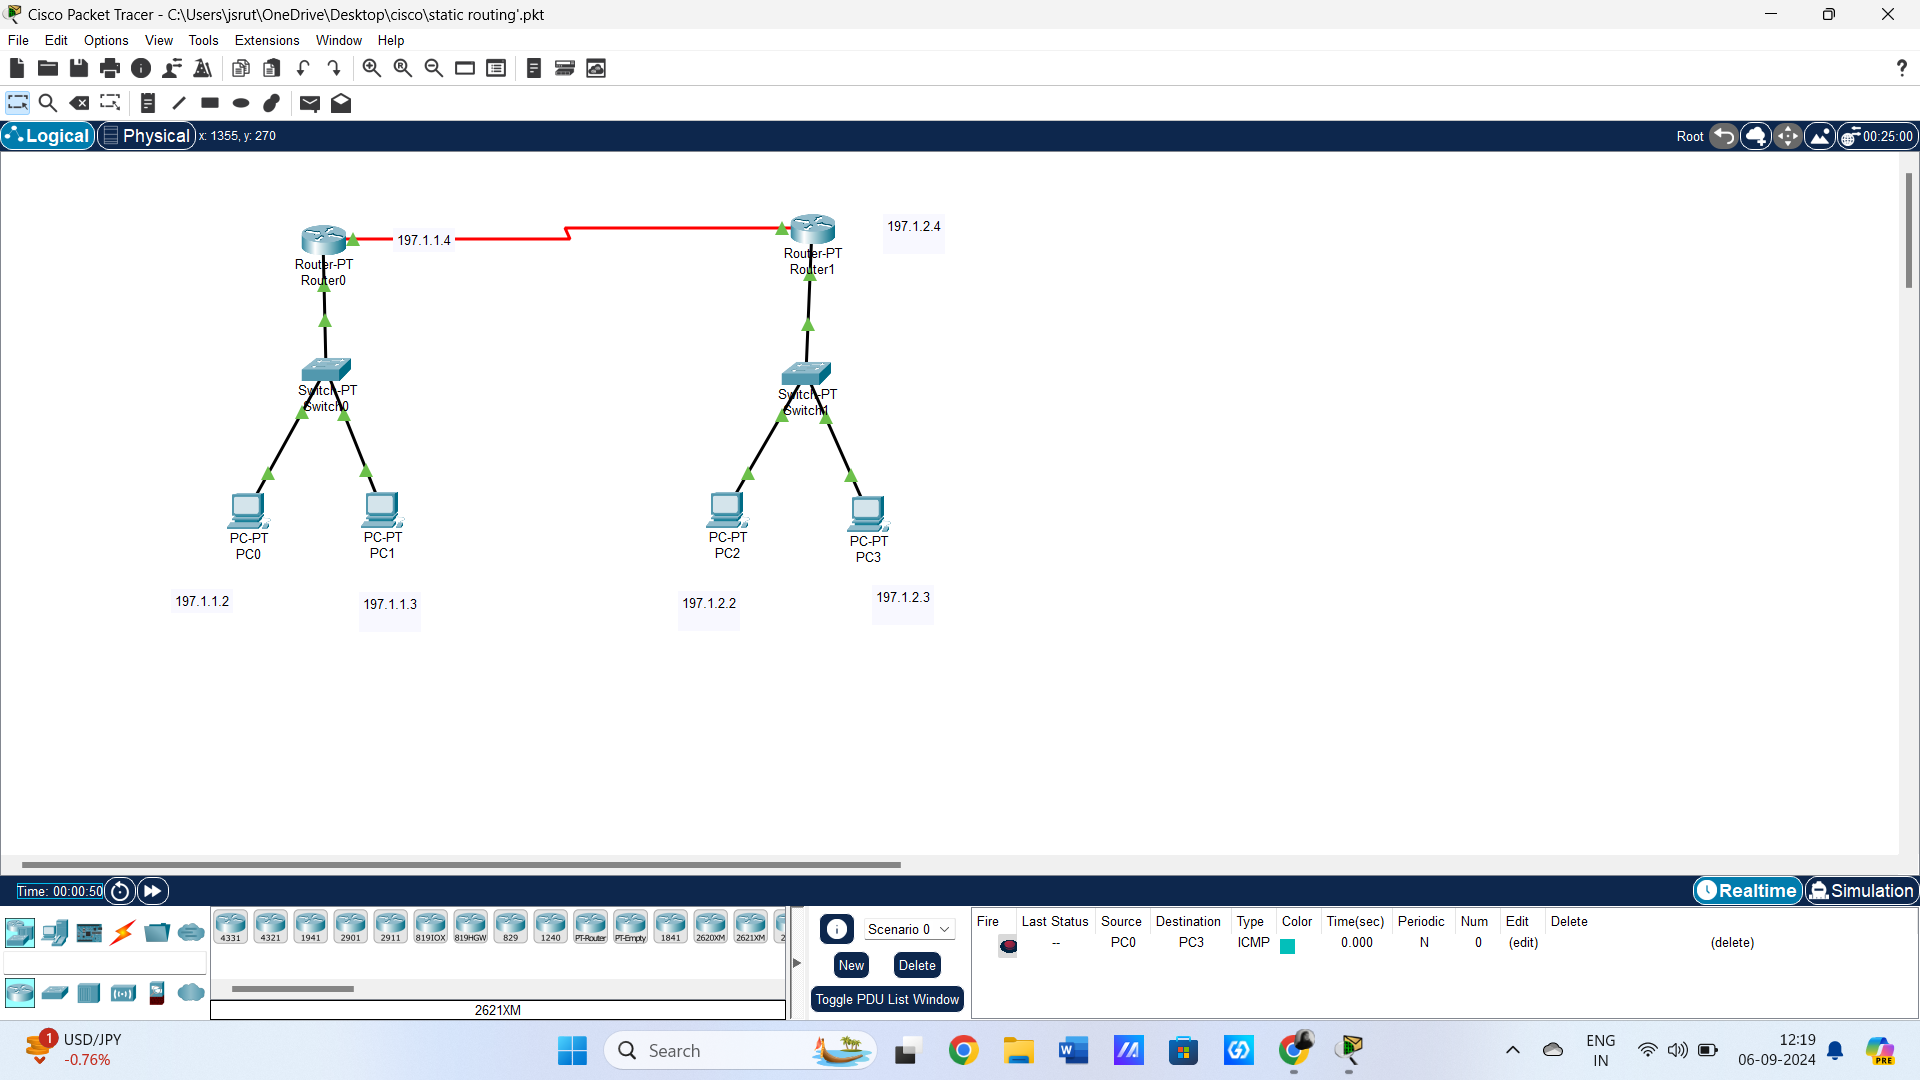 Cisco Packet Tracer - C:\Users\jsrut\OneDrive\Desktop\cisco\static routing'.pkt
File Edit Options View Tools Extensions Window Help
?
Logical Physical x: 1355, y: 270 Root 00:25:00
197.1.1.4
197.1.2.4
Router-PT
Router0
Router-PT
Router1
Switch-PT
Switch0
Switch-PT
Switch1
PC-PT
PC0
PC-PT
PC1
PC-PT
PC2
PC-PT
PC3
197.1.1.2
197.1.1.3
197.1.2.2
197.1.2.3
Time: 00:00:50 Realtime Simulation
4331 4321 1941 2901 2911 819IOX 819HGW 829 1240 PT-Router PT-Empty 1841 2620XM 2621XM 2
2621XM
Scenario 0
New Delete
Toggle PDU List Window
Fire Last Status Source Destination Type Color Time(sec) Periodic Num Edit Delete
-- PC0 PC3 ICMP 0.000 N 0 (edit) (delete)
1
USD/JPY
-0.76%
Search
ENG
IN
12:19
06-09-2024
PRE